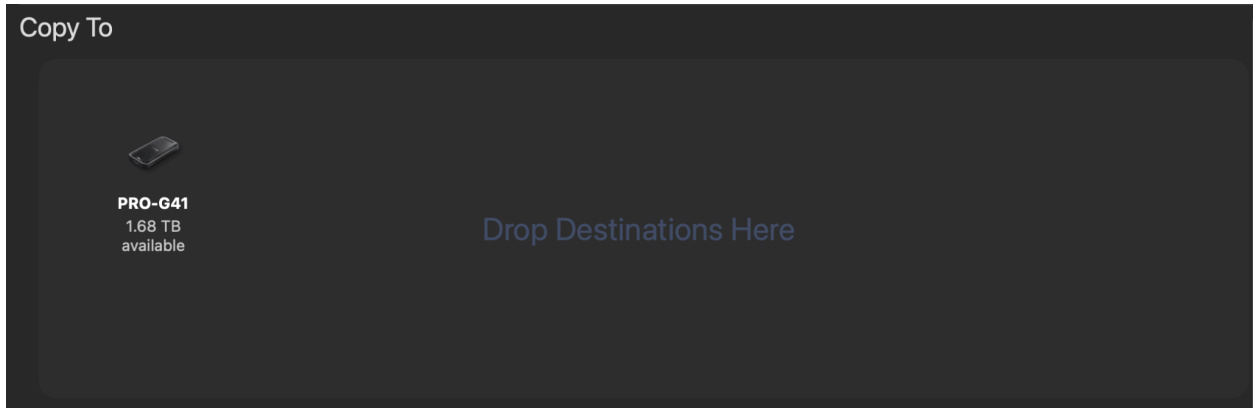 Copy To
PRO-G41
1.68 TB
available
Drop Destinations Here